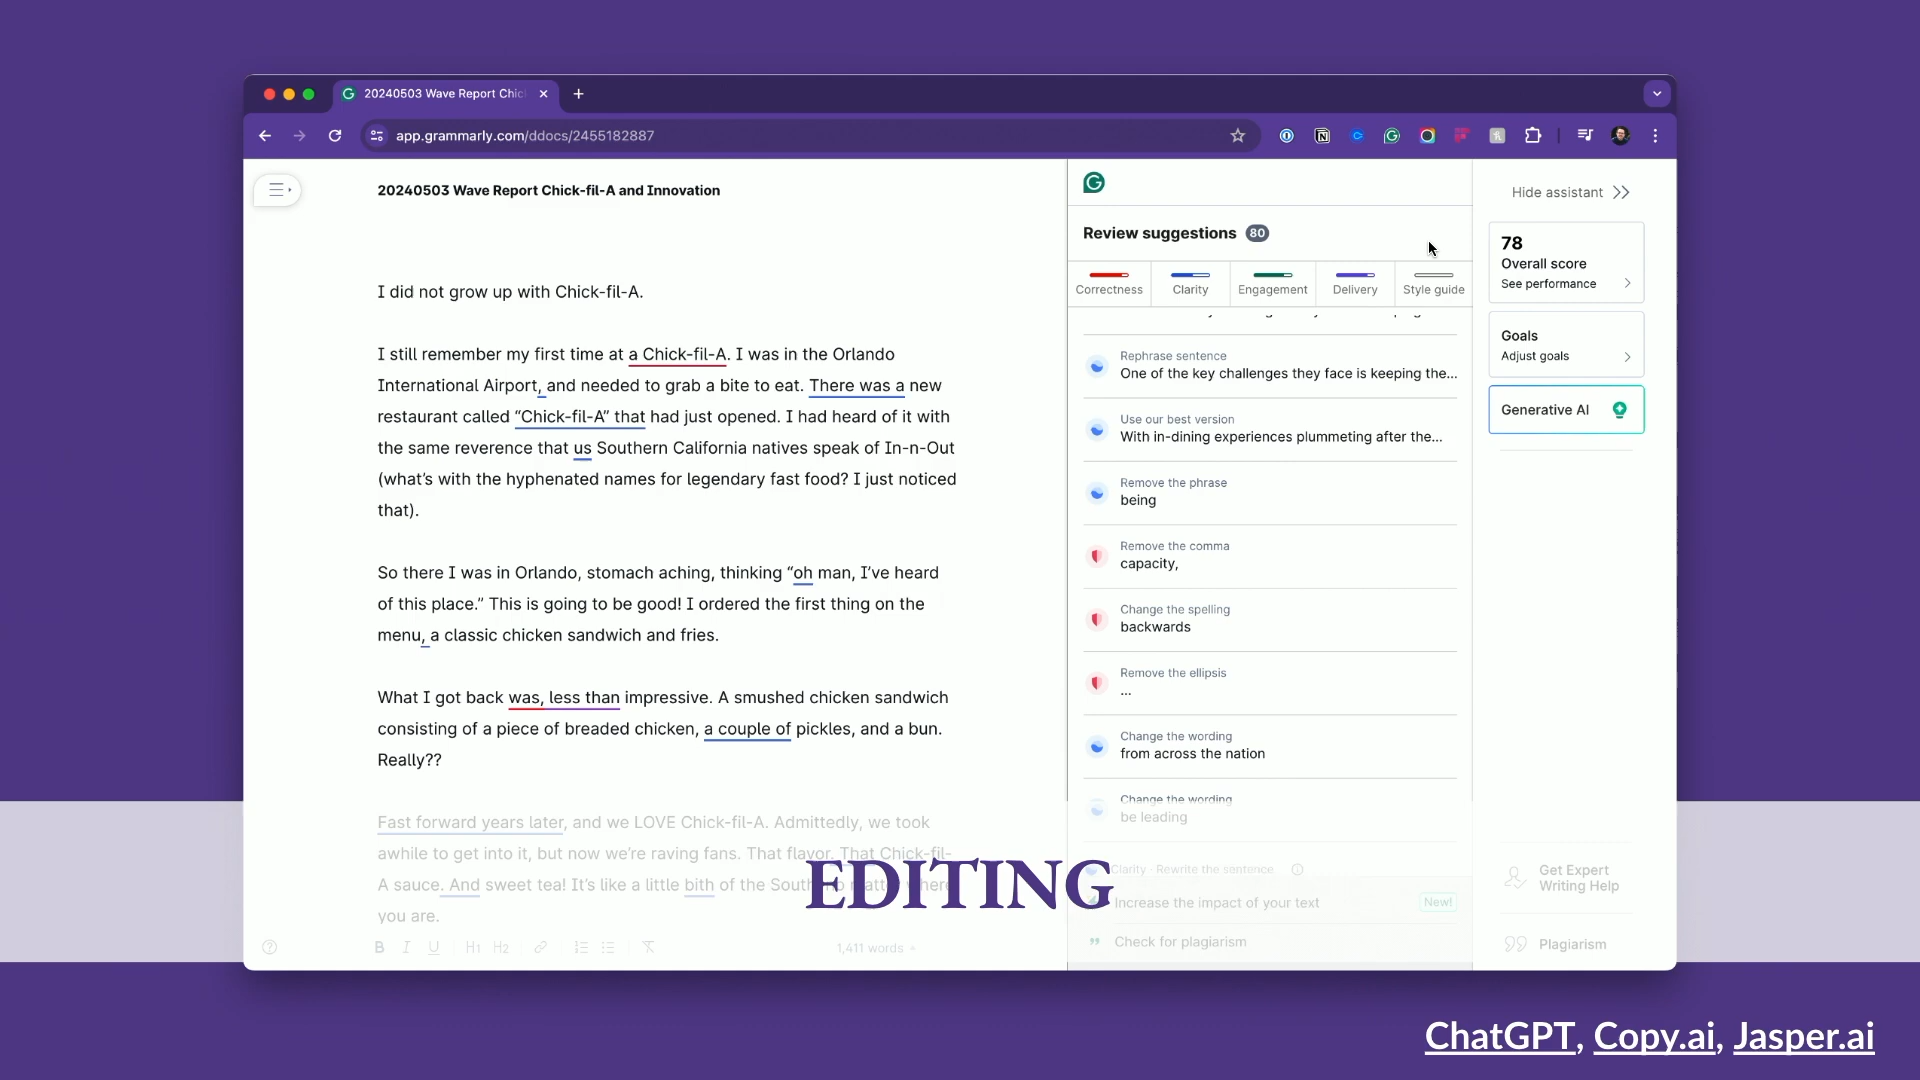 20240503 Wave Report Chic
app.grammarly.com/ddocs/2455182887
20240503 Wave Report Chick-fil-A and Innovation
I did not grow up with Chick-fil-A.
I still remember my first time at a Chick-fil-A. I was in the Orlando
International Airport, and needed to grab a bite to eat. There was a new
restaurant called “Chick-fil-A” that had just opened. I had heard of it with
the same reverence that us Southern California natives speak of In-n-Out
(what’s with the hyphenated names for legendary fast food? I just noticed
that).
So there I was in Orlando, stomach aching, thinking “oh man, I’ve heard
of this place.” This is going to be good! I ordered the first thing on the
menu, a classic chicken sandwich and fries.
What I got back was, less than impressive. A smushed chicken sandwich
consisting of a piece of breaded chicken, a couple of pickles, and a bun.
Really??
Fast forward years later, and we LOVE Chick-fil-A. Admittedly, we took
awhile to get into it, but now we’re raving fans. That flavor. That Chick-fil-
A sauce. And sweet tea! It’s like a little bith of the South no matter where
you are.
B I U H1 H2
1,411 words
Review suggestions 80
Correctness Clarity Engagement Delivery Style guide
Rephrase sentence
One of the key challenges they face is keeping the...
Use our best version
With in-dining experiences plummeting after the...
Remove the phrase
being
Remove the comma
capacity,
Change the spelling
backwards
Remove the ellipsis
...
Change the wording
from across the nation
Change the wording
be leading
Clarity · Rewrite the sentence
Increase the impact of your text New!
Check for plagiarism
Hide assistant
78
Overall score
See performance
Goals
Adjust goals
Generative AI
Get Expert
Writing Help
Plagiarism
EDITING
ChatGPT, Copy.ai, Jasper.ai